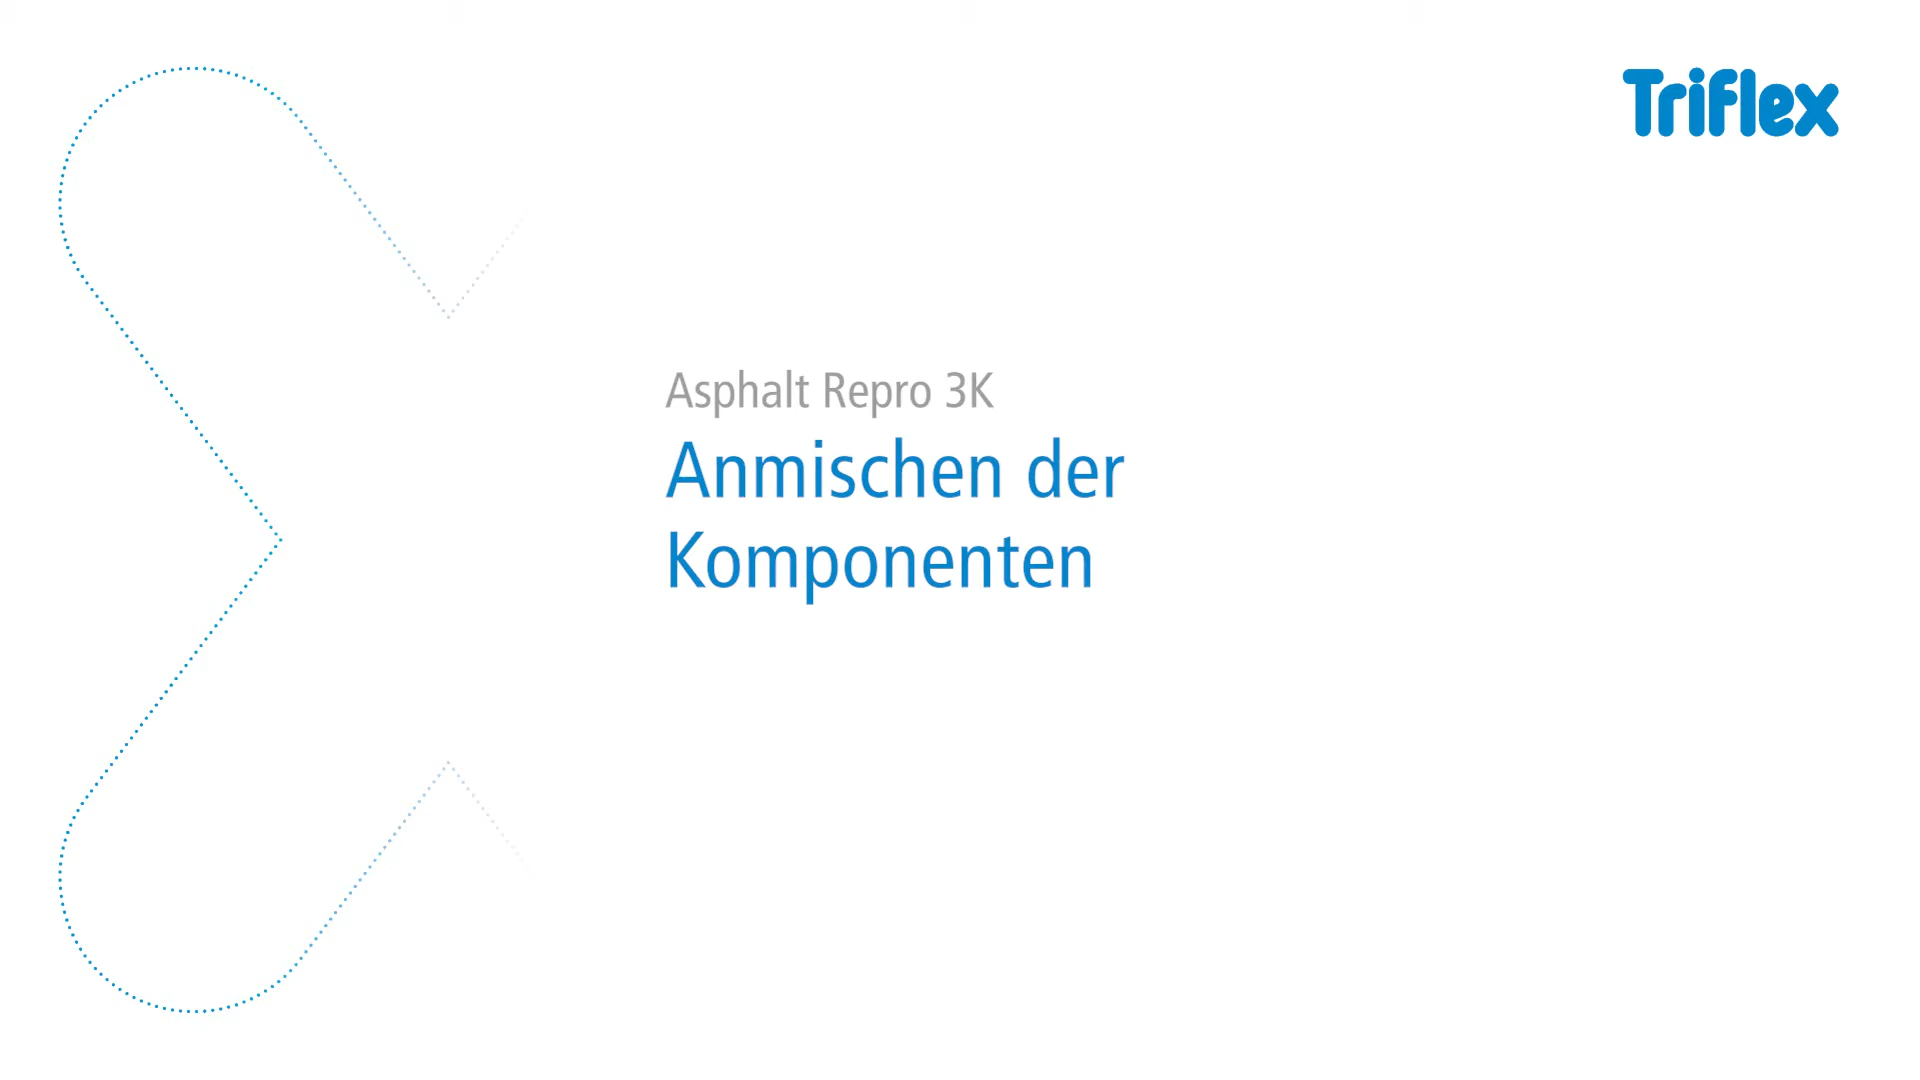 Triflex
Asphalt Repro 3K
Anmischen der
Komponenten